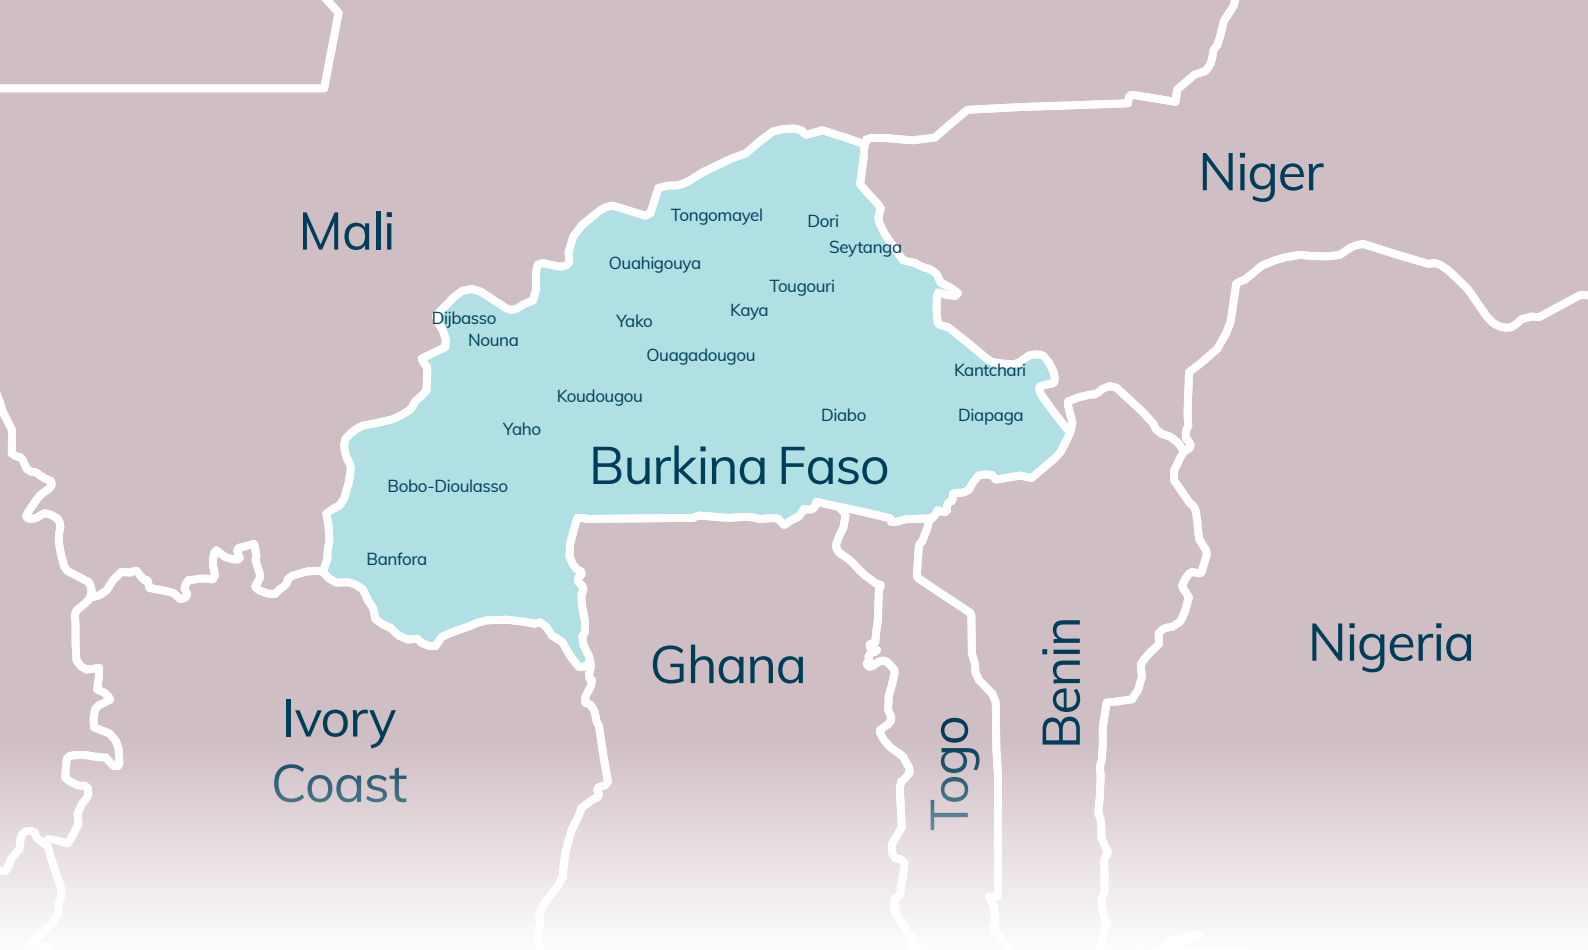 Niger
Mali
Tongomayel
Dori
Seytanga
Ouahigouya
Tougouri
Kaya
Dijbasso
Yako
Nouna
Ouagadougou
Kantchari
Koudougou
Diabo
Diapaga
Yaho
Burkina Faso
Bobo-Dioulasso
Banfora
Ghana
Benin
Nigeria
Ivory
Coast
Togo